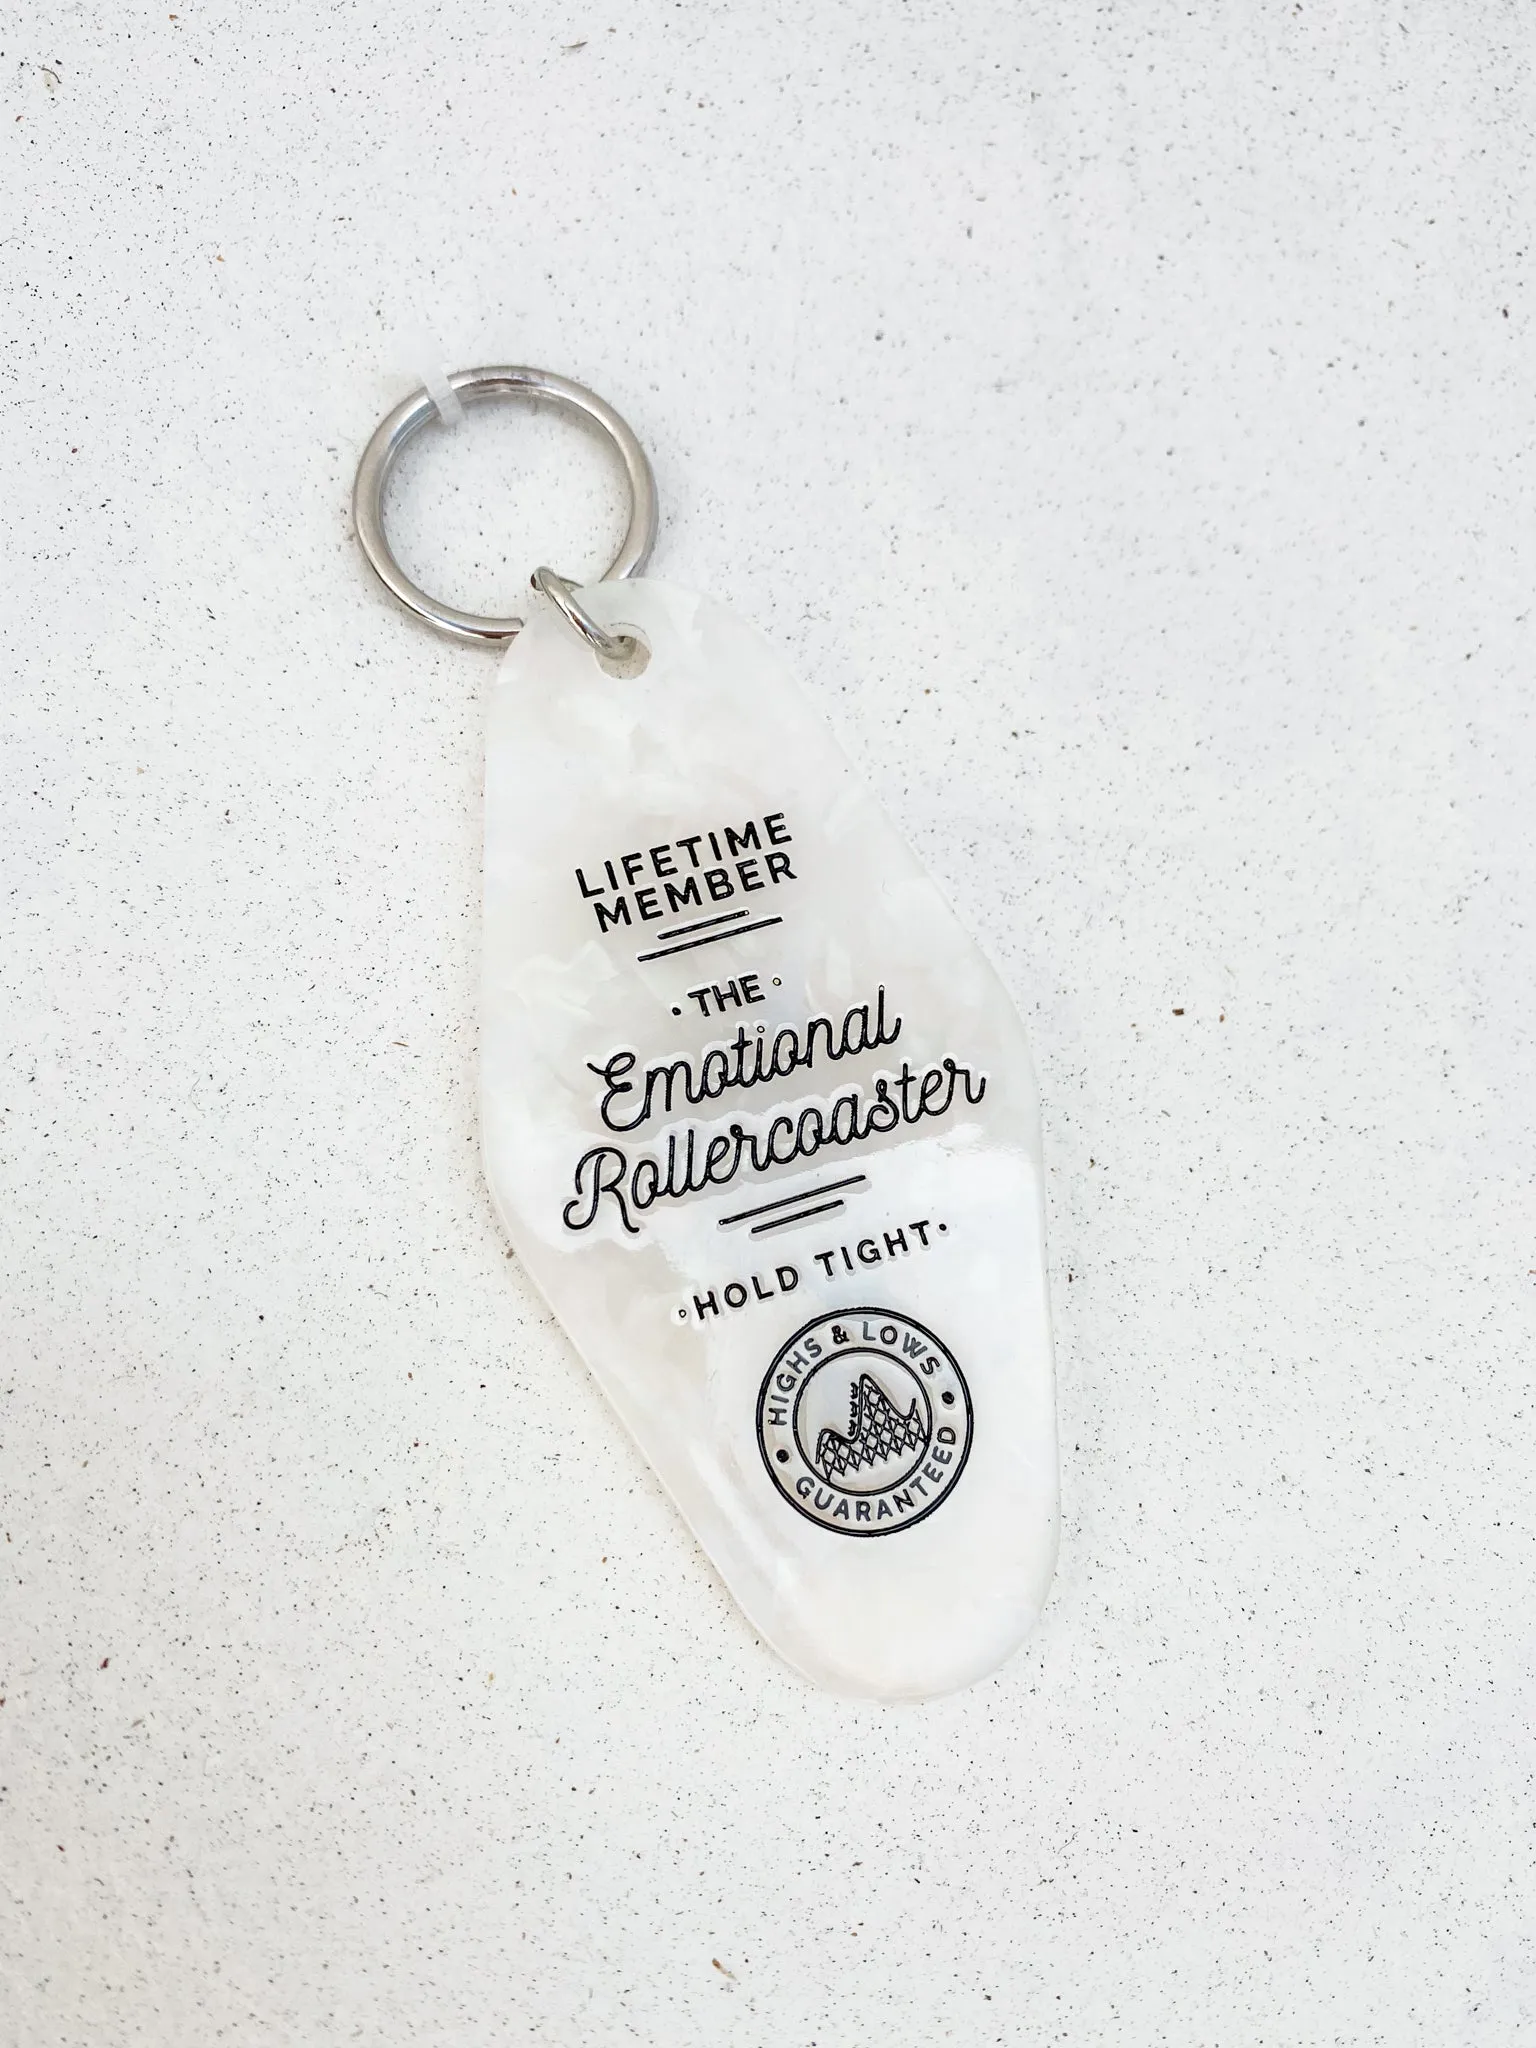 LIFETIME
MEMBER
· THE ·
Emotional
Rollercoaster
·HOLD TIGHT·
HIGHS & LOWS
• GUARANTEED •